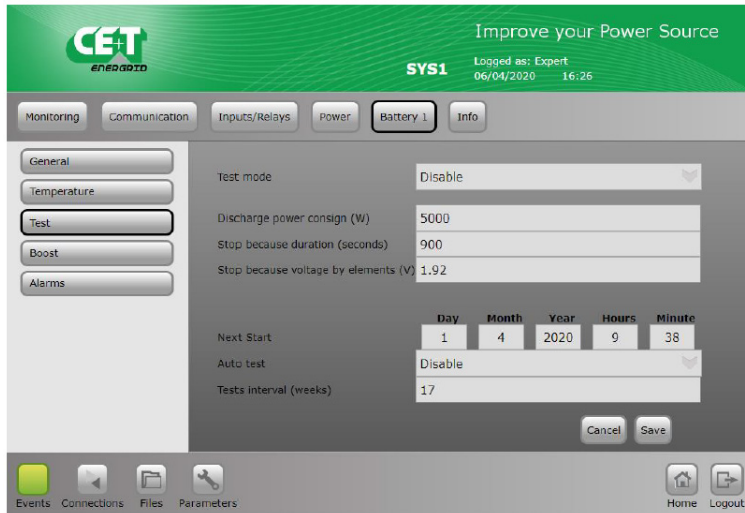 CE+T
ENERGRID
Improve your Power Source
SYS1
Logged as: Expert
06/04/2020 16:26
Monitoring Communication Inputs/Relays Power Battery 1 Info
General
Temperature
Test
Boost
Alarms
Test mode Disable
Discharge power consign (W) 5000
Stop because duration (seconds) 900
Stop because voltage by elements (V) 1.92
Day Month Year Hours Minute
Next Start 1 4 2020 9 38
Auto test Disable
Tests interval (weeks) 17
Cancel Save
Events Connections Files Parameters Home Logout